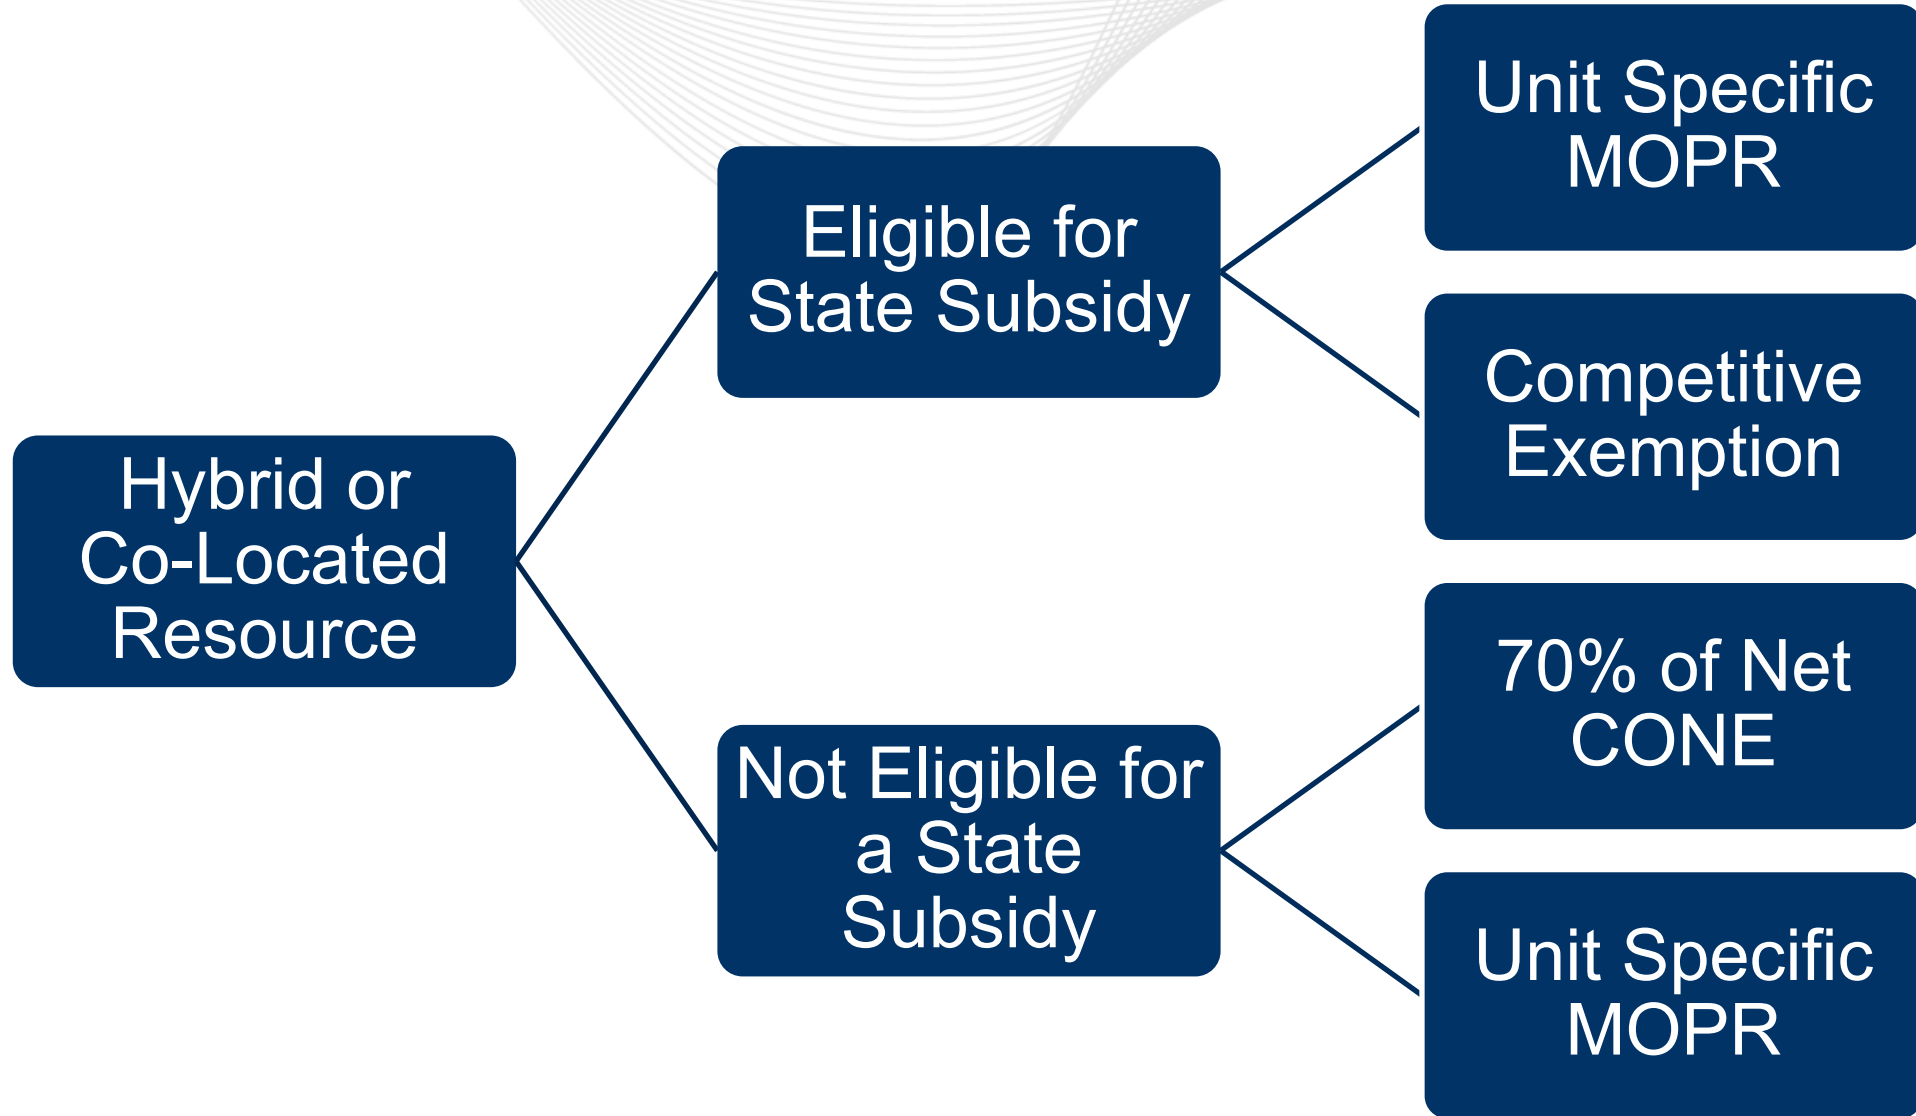 Hybrid or
Co-Located
Resource
Eligible for
State Subsidy
Unit Specific
MOPR
Competitive
Exemption
Not Eligible for
a State
Subsidy
70% of Net
CONE
Unit Specific
MOPR